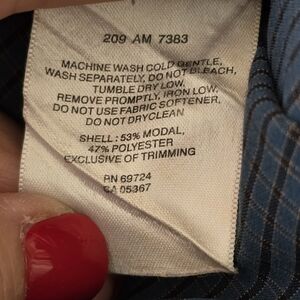 209 AM 7383
MACHINE WASH COLD GENTLE,
WASH SEPARATELY, DO NOT BLEACH,
TUMBLE DRY LOW,
REMOVE PROMPTLY, IRON LOW,
DO NOT USE FABRIC SOFTENER,
DO NOT DRYCLEAN
SHELL: 53% MODAL,
47% POLYESTER
EXCLUSIVE OF TRIMMING
RN 69724
CA 05367